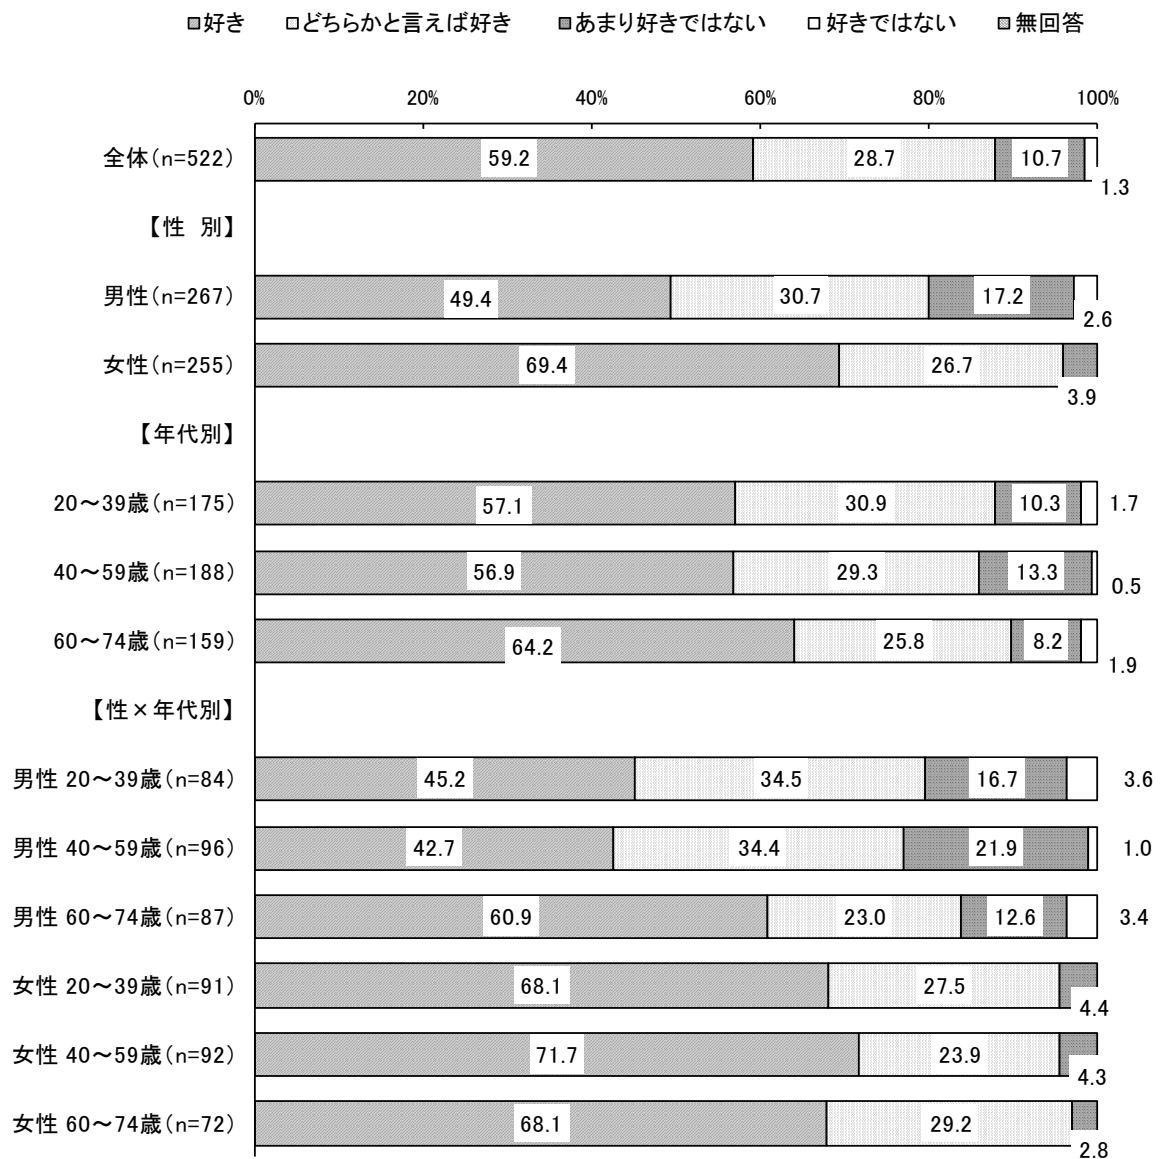 ■好き □どちらかと言えば好き ■あまり好きではない □好きではない ■無回答
0% 20% 40% 60% 80% 100%
全体(n=522) 59.2 28.7 10.7 1.3
【性 別】
男性(n=267) 49.4 30.7 17.2 2.6
女性(n=255) 69.4 26.7 3.9
【年代別】
20～39歳(n=175) 57.1 30.9 10.3 1.7
40～59歳(n=188) 56.9 29.3 13.3 0.5
60～74歳(n=159) 64.2 25.8 8.2 1.9
【性×年代別】
男性 20～39歳(n=84) 45.2 34.5 16.7 3.6
男性 40～59歳(n=96) 42.7 34.4 21.9 1.0
男性 60～74歳(n=87) 60.9 23.0 12.6 3.4
女性 20～39歳(n=91) 68.1 27.5 4.4
女性 40～59歳(n=92) 71.7 23.9 4.3
女性 60～74歳(n=72) 68.1 29.2 2.8